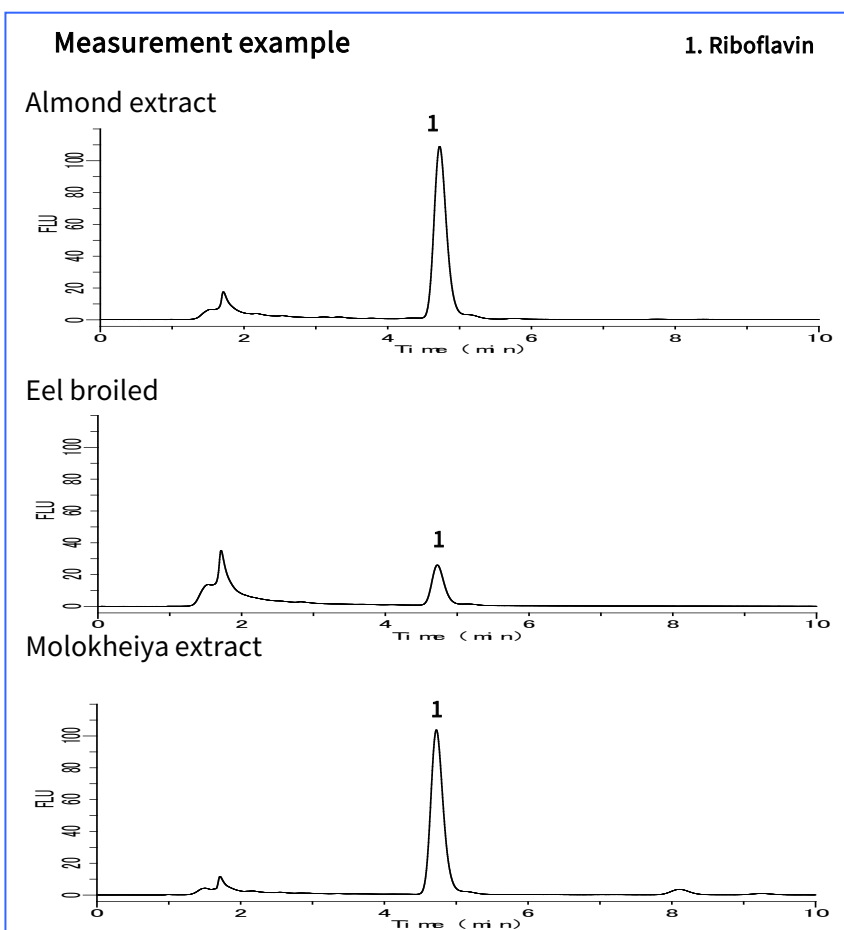 Measurement example 1. Riboflavin
Almond extract
1
FLU
100
80
60
40
20
0
0 2 4 6 8 10
Time (min)
Eel broiled
1
FLU
100
80
60
40
20
0
0 2 4 6 8 10
Time (min)
Molokheiya extract
1
FLU
100
80
60
40
20
0
0 2 4 6 8 10
Time (min)